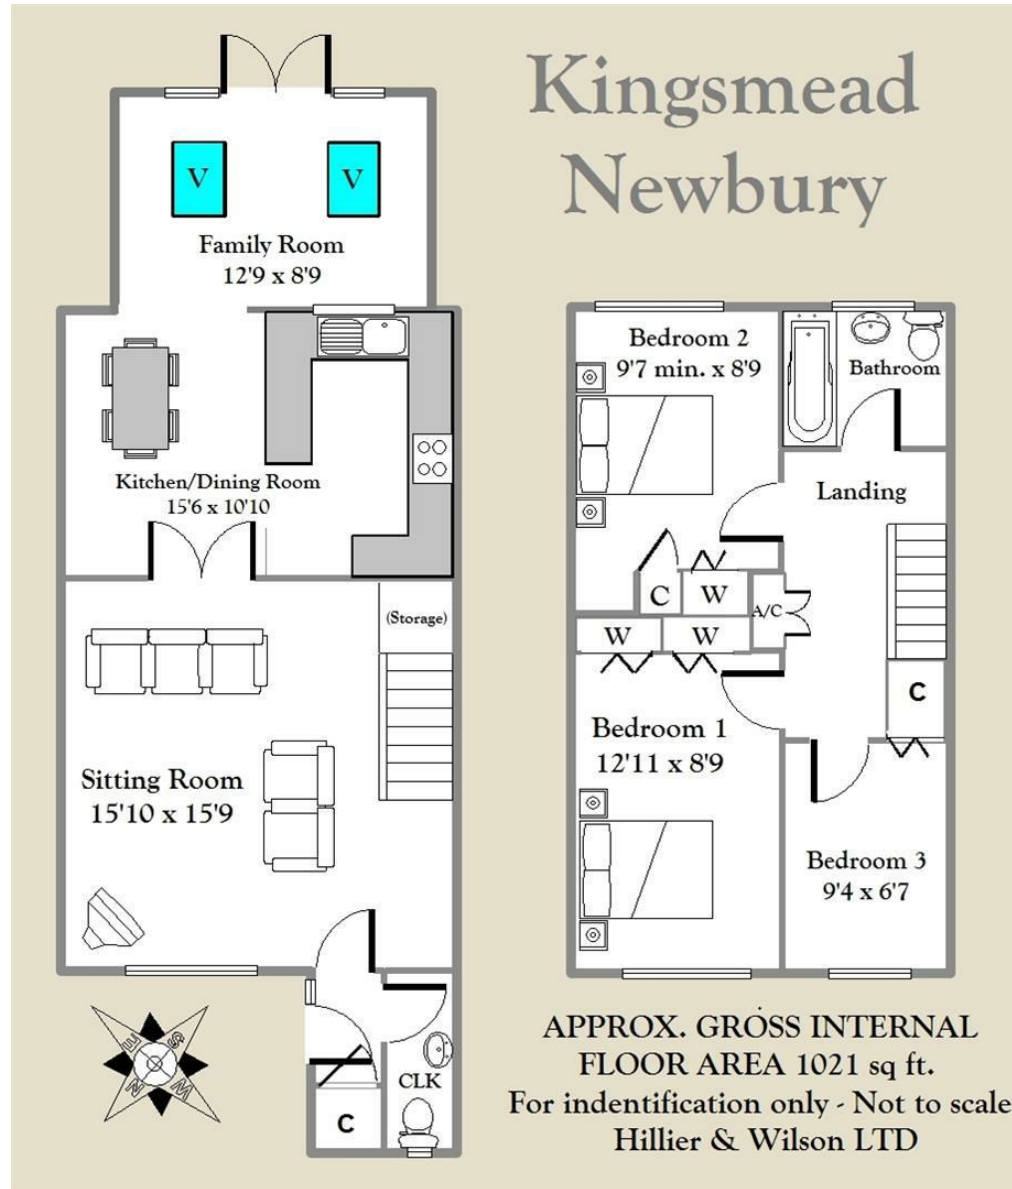 Kingsmead
Newbury
V
V
Family Room
12'9 x 8'9
Kitchen/Dining Room
15'6 x 10'10
(Storage)
Sitting Room
15'10 x 15'9
CLK
C
E
S
N
W
Bedroom 2
9'7 min. x 8'9
Bathroom
Landing
C
W
A/C
W
W
C
Bedroom 1
12'11 x 8'9
Bedroom 3
9'4 x 6'7
APPROX. GROSS INTERNAL
FLOOR AREA 1021 sq ft.
For indentification only - Not to scale
Hillier & Wilson LTD